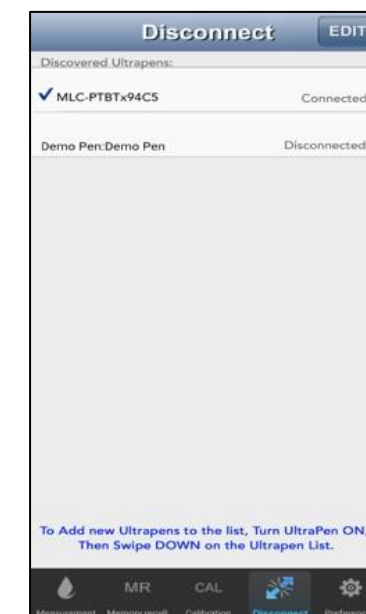 Disconnect EDIT
Discovered Ultrapens:
✓ MLC-PTBTx94C5 Connected
Demo Pen:Demo Pen Disconnected
To Add new Ultrapens to the list, Turn UltraPen ON,
Then Swipe DOWN on the Ultrapen List.
MR CAL
Measurement Memory recall Calibration Disconnect Preferenc